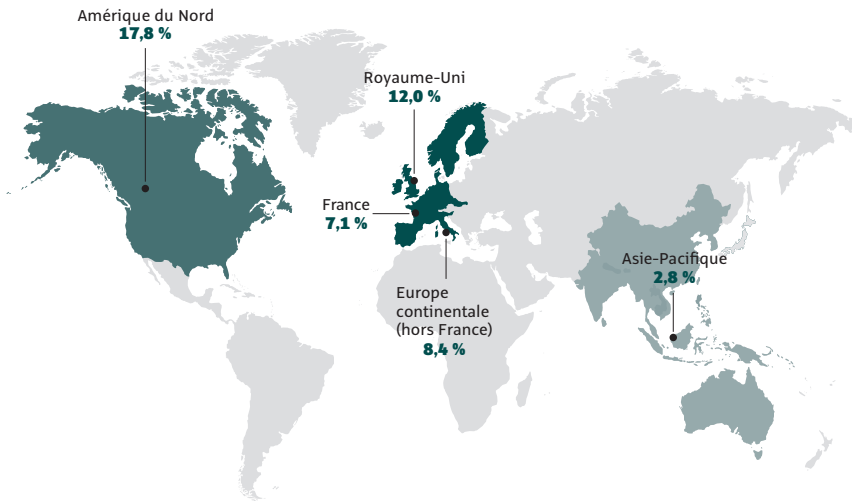 Amérique du Nord
17,8 %
Royaume-Uni
12,0 %
France
7,1 %
Europe
continentale
(hors France)
8,4 %
Asie-Pacifique
2,8 %